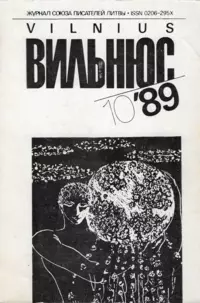 ЖУРНАЛ СОЮЗА ПИСАТЕЛЕЙ ЛИТВЫ • ISSN 0206-295X
VILNIUS
ВИЛЬНЮС
10'89